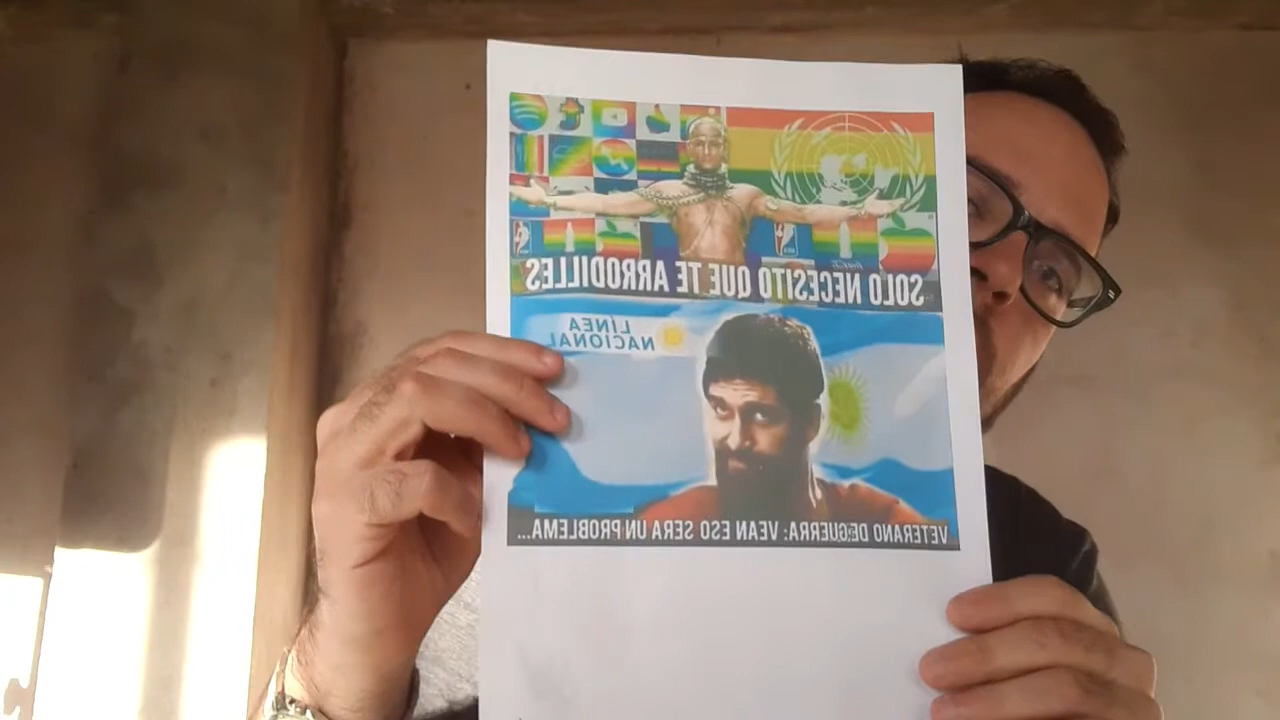 SOLO NECESITO QUE TE ARRODILLES
LÍNEA
NACIONAL
VETERANO DE GUERRA: VEAN ESO SERA UN PROBLEMA...